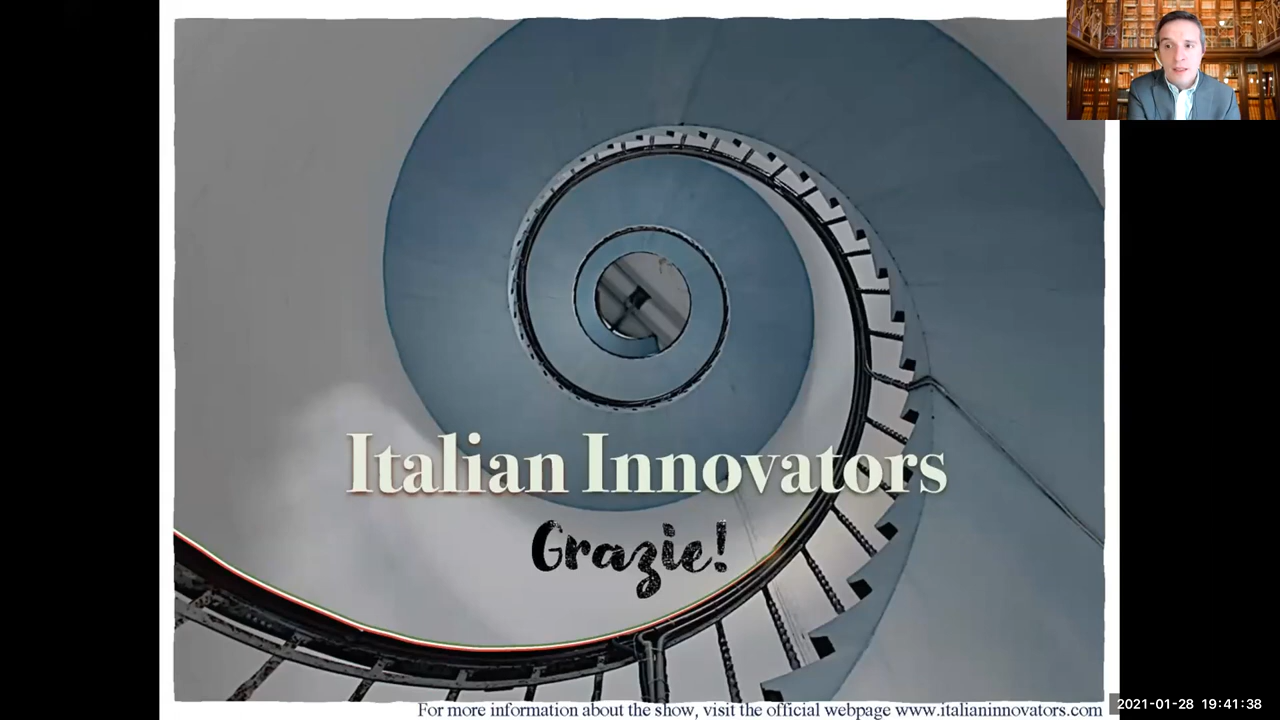 Italian Innovators
Grazie!
For more information about the show, visit the official webpage www.italianinnovators.com
2021-01-28 19:41:38